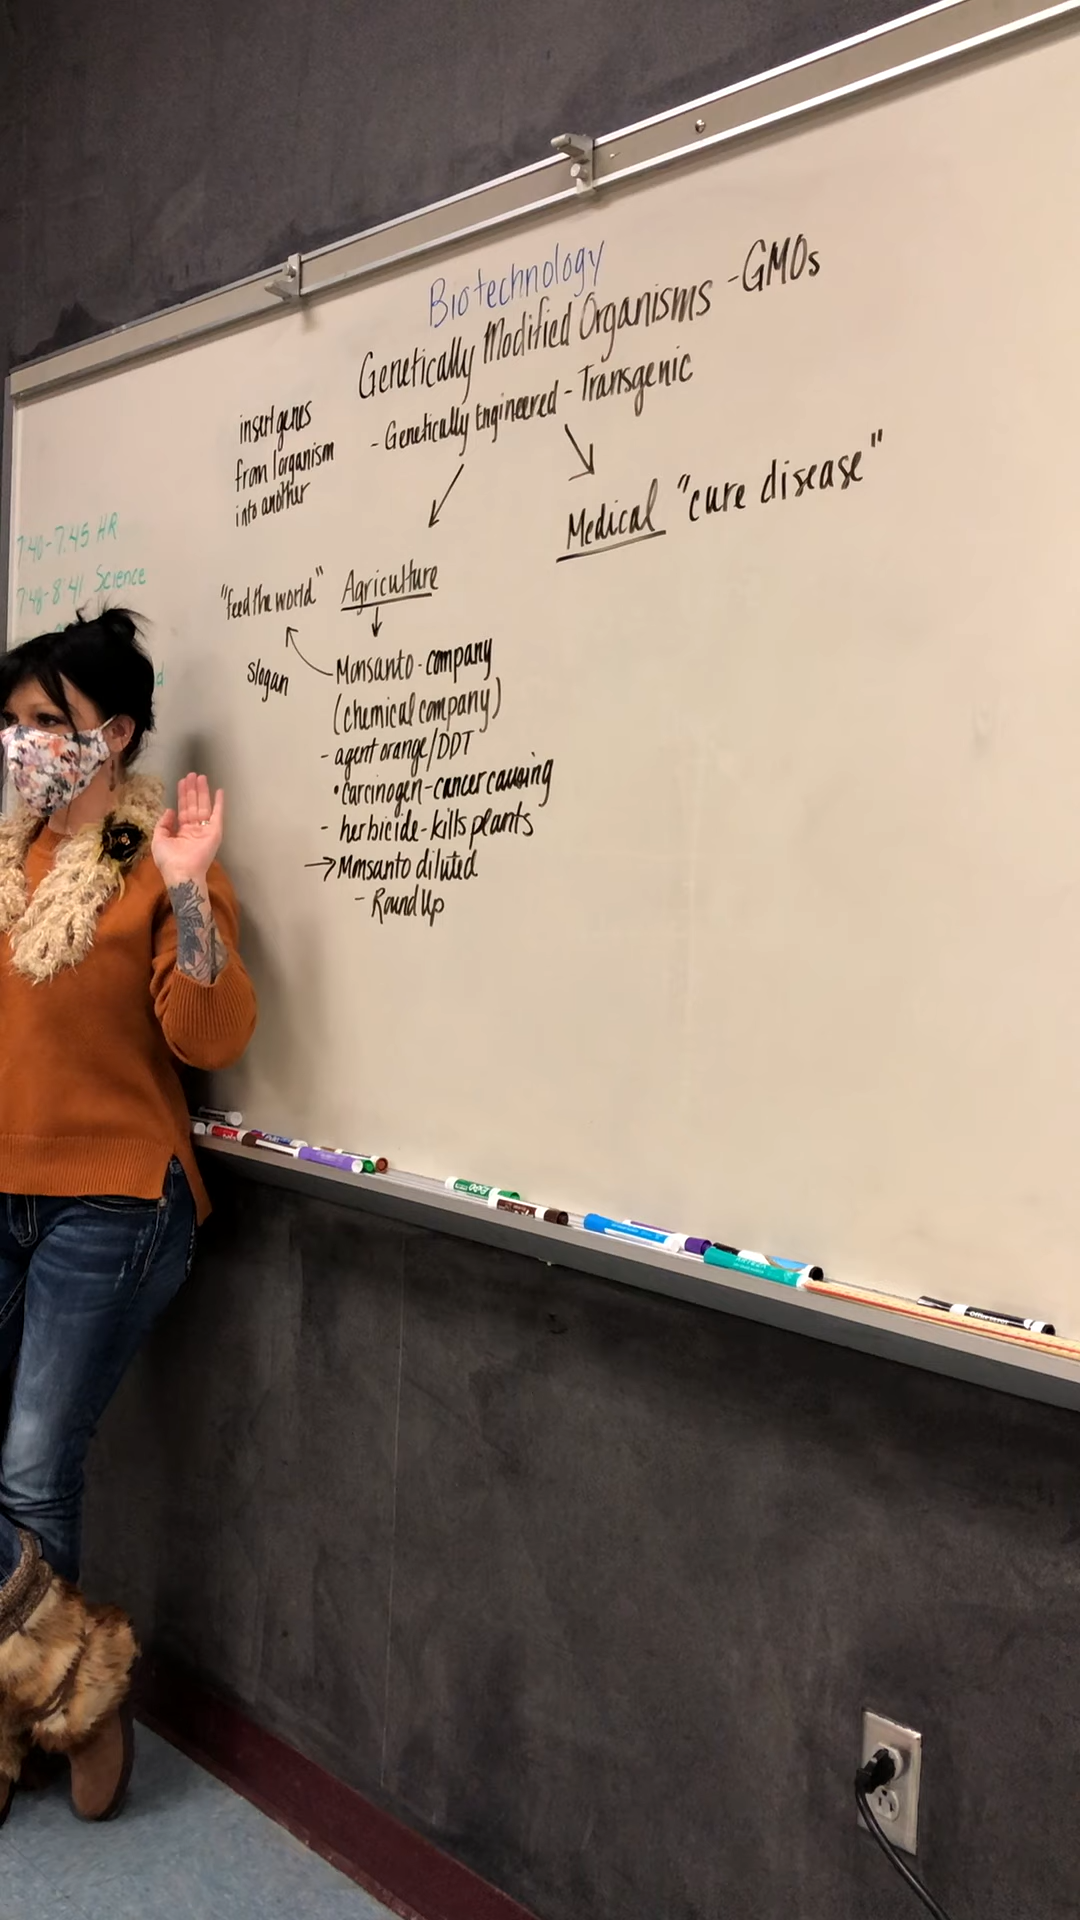 Biotechnology
Genetically Modified Organisms - GMOs
- Genetically Engineered - Transgenic
insert genes
from 1 organism
into another
7:40-7:45 HR
7:48-8:41 Science
Medical "cure disease"
"feed the world" Agriculture
slogan
Monsanto - company
(chemical company)
- agent orange/DDT
• carcinogen - cancer causing
- herbicide - kills plants
→ Monsanto diluted
- Round Up